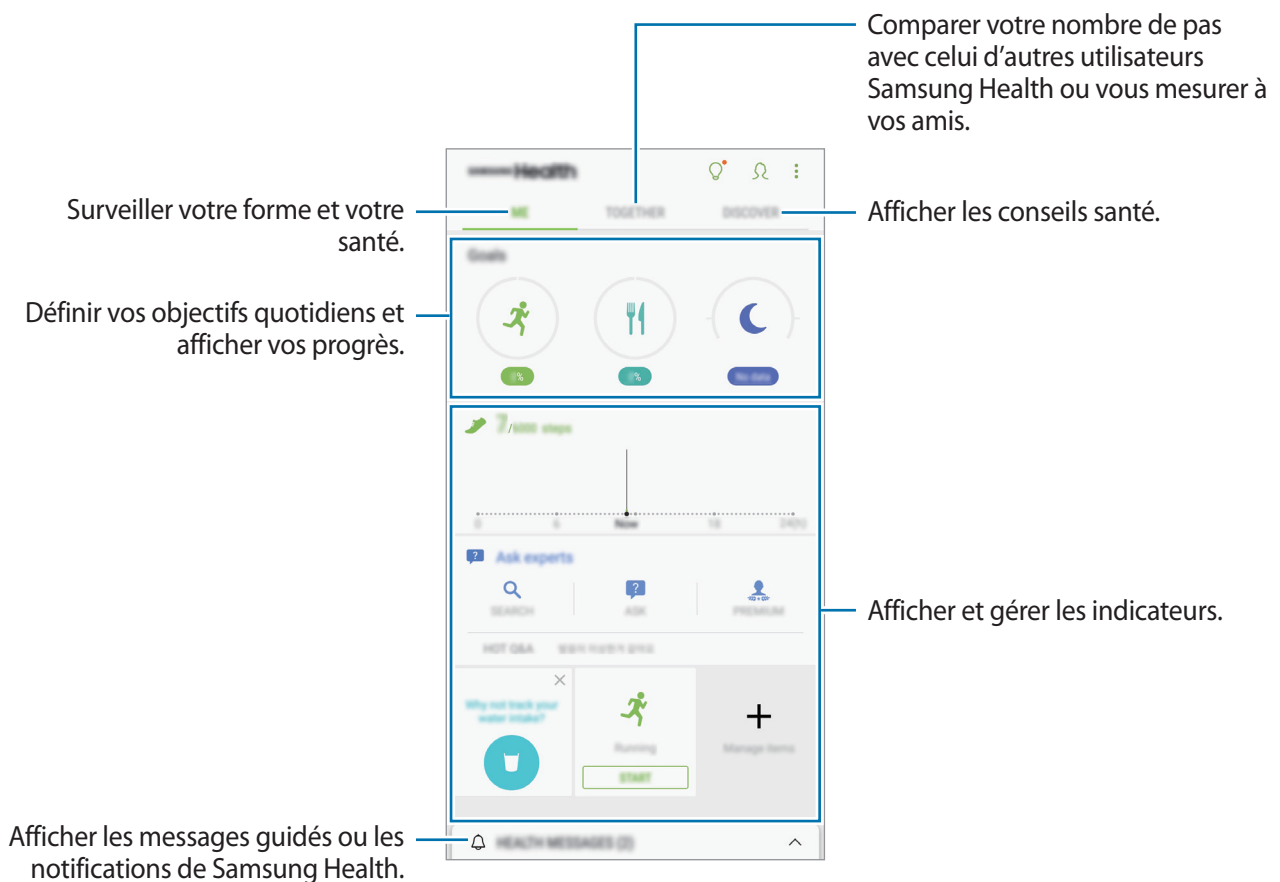 Comparer votre nombre de pas
avec celui d'autres utilisateurs
Samsung Health ou vous mesurer à
vos amis.
Surveiller votre forme et votre
santé.
Afficher les conseils santé.
Définir vos objectifs quotidiens et
afficher vos progrès.
Afficher et gérer les indicateurs.
Afficher les messages guidés ou les
notifications de Samsung Health.
SAMSUNG Health
ME
TOGETHER
DISCOVER
Goals
%
%
No data
7/6000 steps
0 6 Now 18 24(h)
Ask experts
SEARCH
ASK
PREMIUM
HOT Q&A
Why not track your
water intake?
Running
START
Manage items
HEALTH MESSAGES (2)